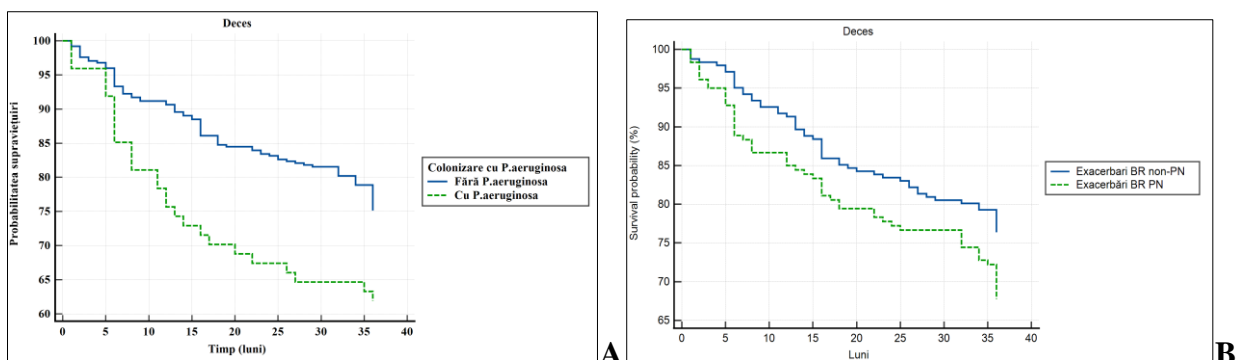 Deces
100
95
90
85
80
75
70
65
60
Probabilitatea supraviețuiri
0 5 10 15 20 25 30 35 40
Timp (luni)
Colonizare cu P.aeruginosa
Fără P.aeruginosa
Cu P.aeruginosa
A
Deces
100
95
90
85
80
75
70
65
Survival probability (%)
0 5 10 15 20 25 30 35 40
Luni
Exacerbari BR non-PN
Exacerbări BR PN
B